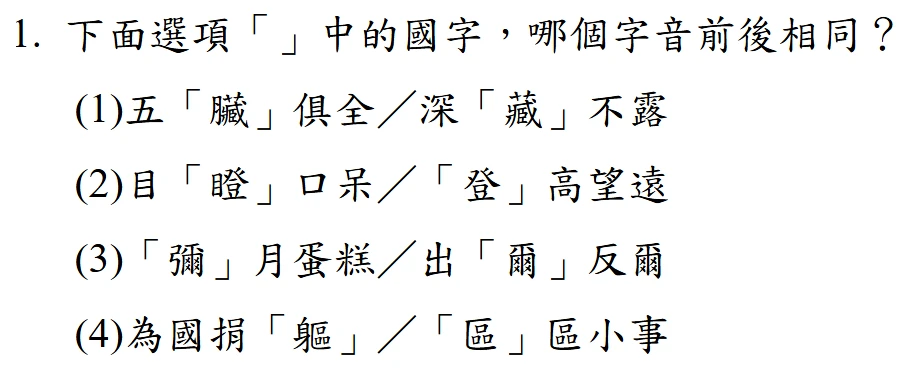 1. 下面選項「」中的國字，哪個字音前後相同？
(1)五「臟」俱全／深「藏」不露
(2)目「瞪」口呆／「登」高望遠
(3)「彌」月蛋糕／出「爾」反爾
(4)為國捐「軀」／「區」區小事